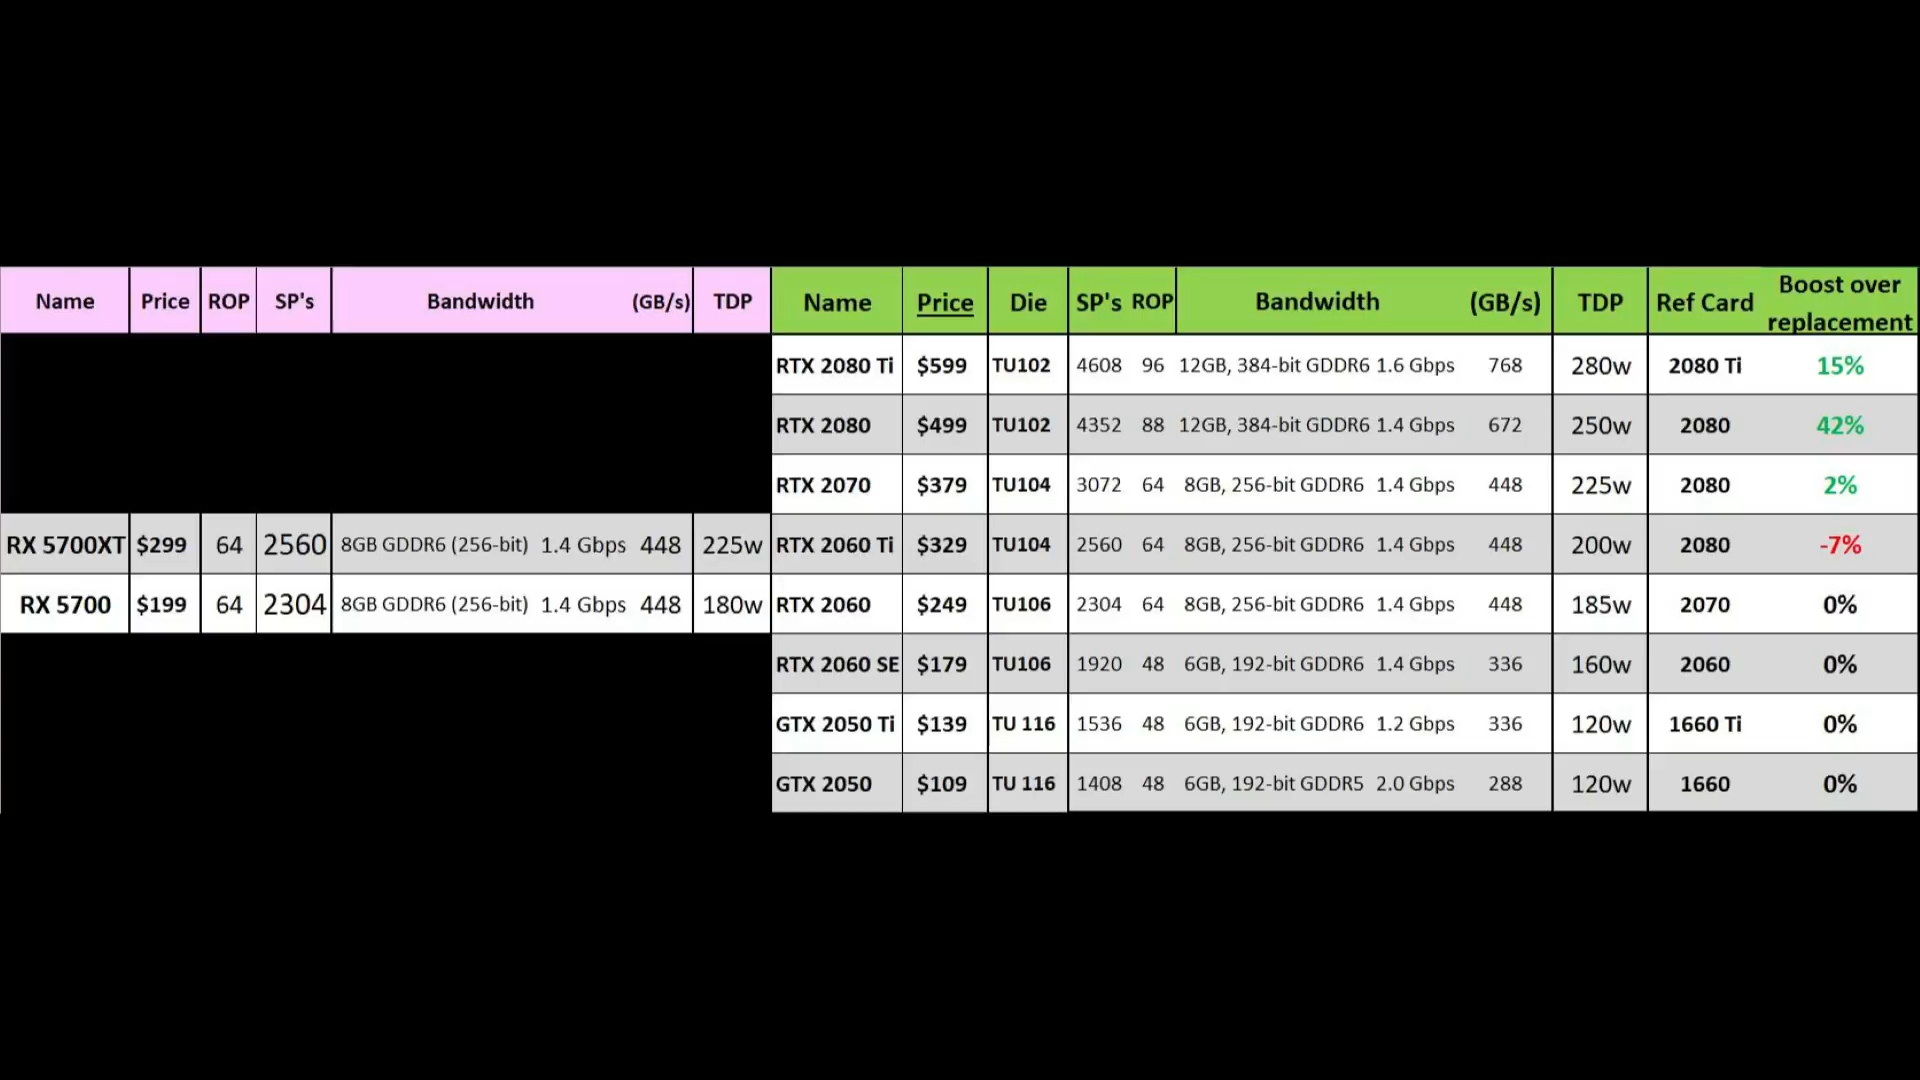 Name Price ROP SP's Bandwidth (GB/s) TDP Name Price Die SP's ROP Bandwidth (GB/s) TDP Ref Card Boost over replacement
RTX 2080 Ti $599 TU102 4608 96 12GB, 384-bit GDDR6 1.6 Gbps 768 280w 2080 Ti 15%
RTX 2080 $499 TU102 4352 88 12GB, 384-bit GDDR6 1.4 Gbps 672 250w 2080 42%
RTX 2070 $379 TU104 3072 64 8GB, 256-bit GDDR6 1.4 Gbps 448 225w 2080 2%
RX 5700XT $299 64 2560 8GB GDDR6 (256-bit) 1.4 Gbps 448 225w RTX 2060 Ti $329 TU104 2560 64 8GB, 256-bit GDDR6 1.4 Gbps 448 200w 2080 -7%
RX 5700 $199 64 2304 8GB GDDR6 (256-bit) 1.4 Gbps 448 180w RTX 2060 $249 TU106 2304 64 8GB, 256-bit GDDR6 1.4 Gbps 448 185w 2070 0%
RTX 2060 SE $179 TU106 1920 48 6GB, 192-bit GDDR6 1.4 Gbps 336 160w 2060 0%
GTX 2050 Ti $139 TU 116 1536 48 6GB, 192-bit GDDR6 1.2 Gbps 336 120w 1660 Ti 0%
GTX 2050 $109 TU 116 1408 48 6GB, 192-bit GDDR5 2.0 Gbps 288 120w 1660 0%